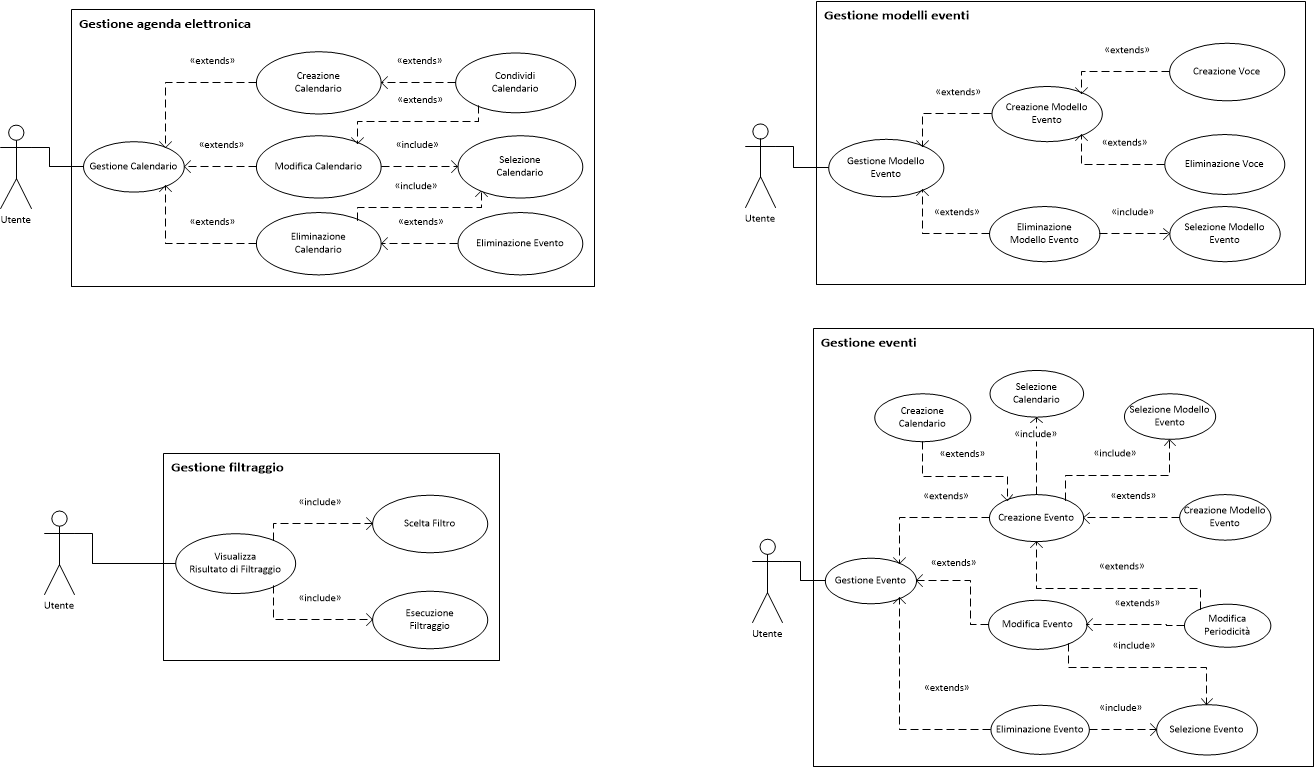 Gestione agenda elettronica
«extends»
Creazione
Calendario
«extends»
Condividi
Calendario
«extends»
Utente
Gestione Calendario
«extends»
Modifica Calendario
«include»
Selezione
Calendario
«include»
«extends»
Eliminazione
Calendario
«extends»
Eliminazione Evento
Gestione modelli eventi
«extends»
Creazione Voce
«extends»
Creazione Modello
Evento
«extends»
Eliminazione Voce
Utente
Gestione Modello
Evento
«extends»
Eliminazione
Modello Evento
«include»
Selezione Modello
Evento
Gestione filtraggio
«include»
Scelta Filtro
Utente
Visualizza
Risultato di Filtraggio
«include»
Esecuzione
Filtraggio
Gestione eventi
Selezione
Calendario
Creazione
Calendario
Selezione Modello
Evento
«include»
«extends»
«include»
«extends»
«extends»
Creazione Evento
Creazione Modello
Evento
«extends»
«extends»
Utente
Gestione Evento
«extends»
Modifica Evento
Modifica
Periodicità
«include»
«extends»
«include»
Eliminazione Evento
Selezione Evento